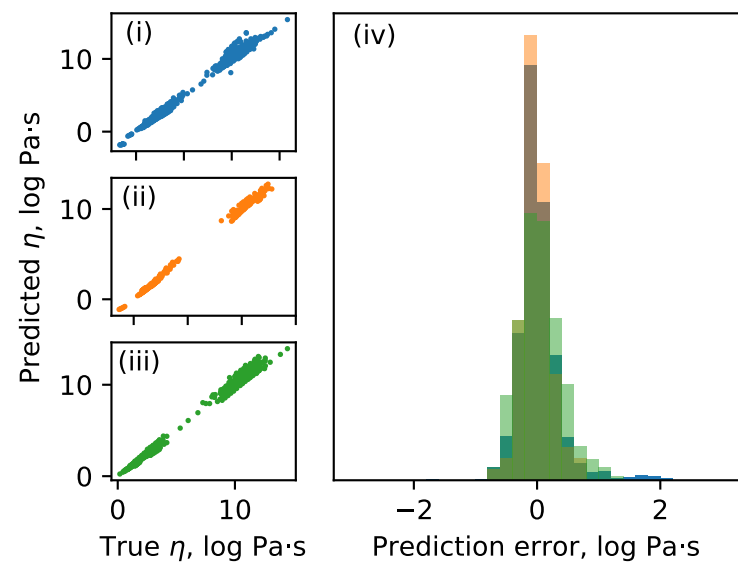 (i)
10
0
(ii)
10
0
(iii)
10
0
0 10
Predicted η, log Pa·s
True η, log Pa·s
(iv)
−2 0 2
Prediction error, log Pa·s